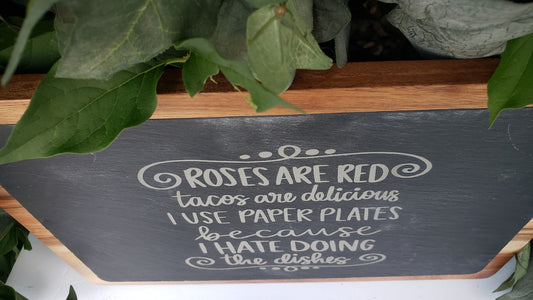 ROSES ARE RED
tacos are delicious
I USE PAPER PLATES
because
I HATE DOING
the dishes